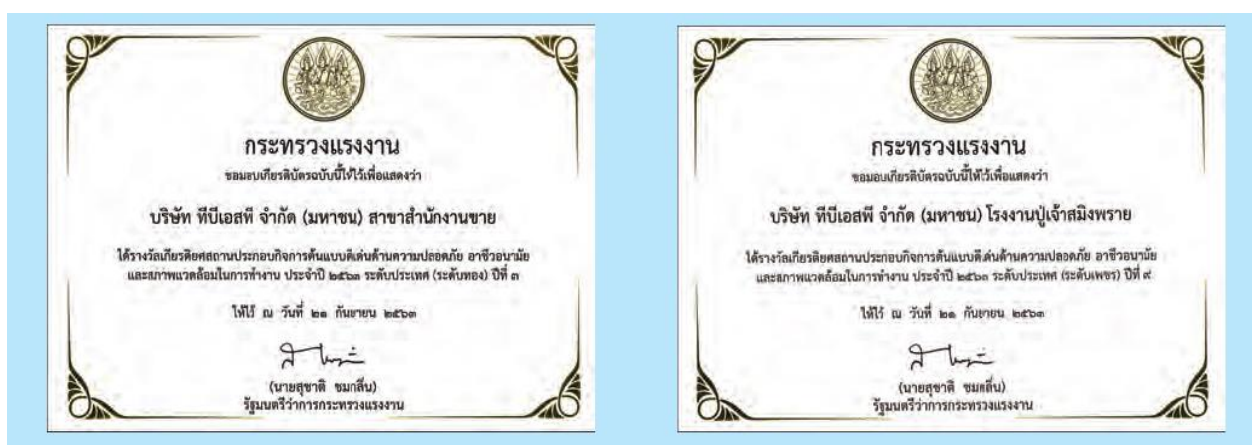 กระทรวงแรงงาน
ขอมอบเกียรติบัตรฉบับนี้ให้ไว้เพื่อแสดงว่า
บริษัท ทีบีเอสพี จำกัด (มหาชน) สาขาสำนักงานขาย
ได้รางวัลเกียรติยศสถานประกอบกิจการต้นแบบดีเด่นด้านความปลอดภัย อาชีวอนามัย
และสภาพแวดล้อมในการทำงาน ประจำปี ๒๕๖๓ ระดับประเทศ (ระดับทอง) ปีที่ ๓
ให้ไว้ ณ วันที่ ๒๑ กันยายน ๒๕๖๓
(นายสุชาติ ชมกลิ่น)
รัฐมนตรีว่าการกระทรวงแรงงาน
กระทรวงแรงงาน
ขอมอบเกียรติบัตรฉบับนี้ให้ไว้เพื่อแสดงว่า
บริษัท ทีบีเอสพี จำกัด (มหาชน) โรงงานปู่เจ้าสมิงพราย
ได้รางวัลเกียรติยศสถานประกอบกิจการต้นแบบดีเด่นด้านความปลอดภัย อาชีวอนามัย
และสภาพแวดล้อมในการทำงาน ประจำปี ๒๕๖๓ ระดับประเทศ (ระดับเพชร) ปีที่ ๙
ให้ไว้ ณ วันที่ ๒๑ กันยายน ๒๕๖๓
(นายสุชาติ ชมกลิ่น)
รัฐมนตรีว่าการกระทรวงแรงงาน